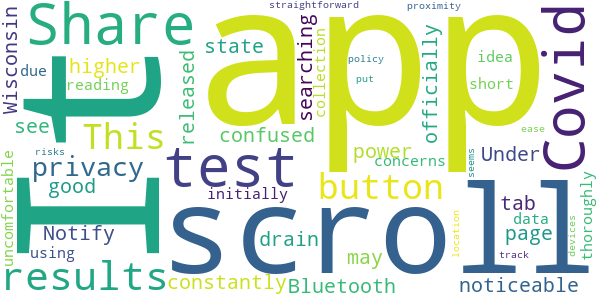 straightforward proximity
Share t app Covid
Wisconsin due higher state released searching collection officially idea
reading policy put short
see This confused power ease
risks privacy test concerns Under
uncomfortable good I initially button seems thoroughly
Notify scroll drain may tab
using location data page devices
results constantly Bluetooth track noticeable